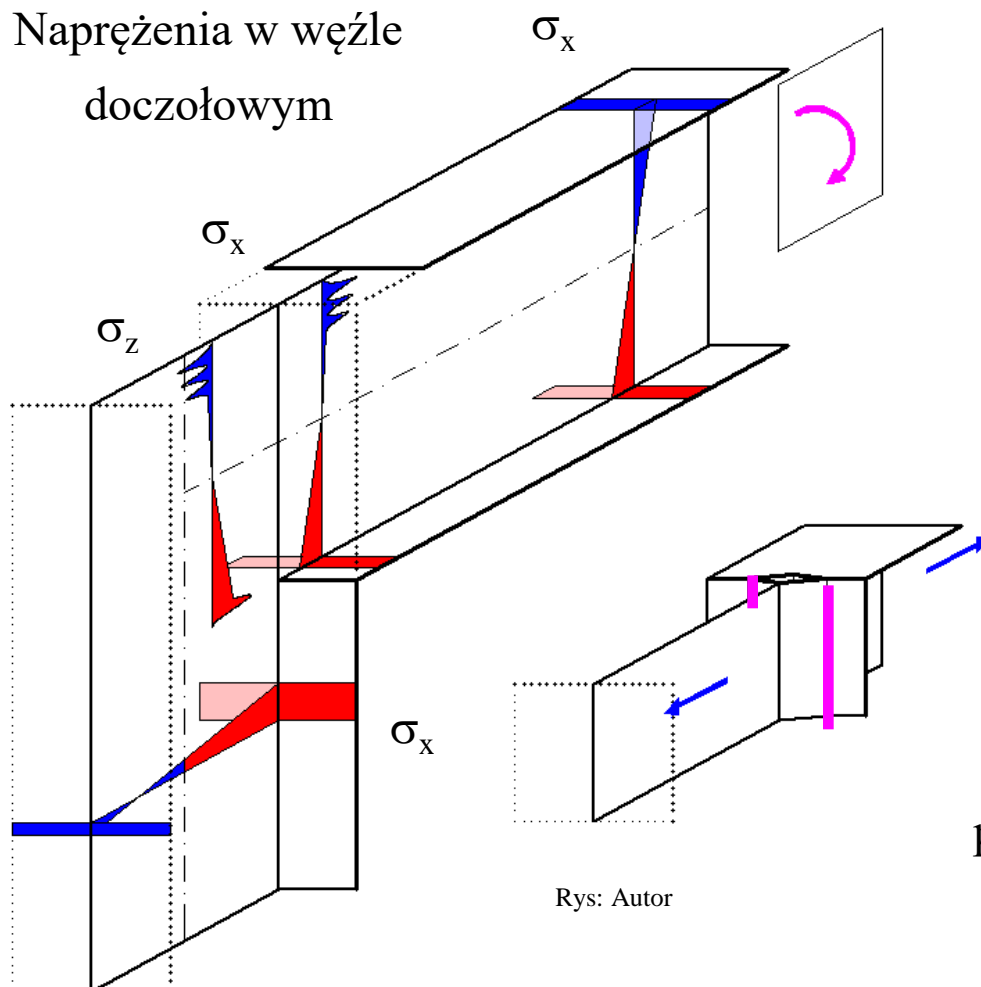 Naprężenia w węźle
doczołowym
σx
σx
σz
σx
Rys: Autor